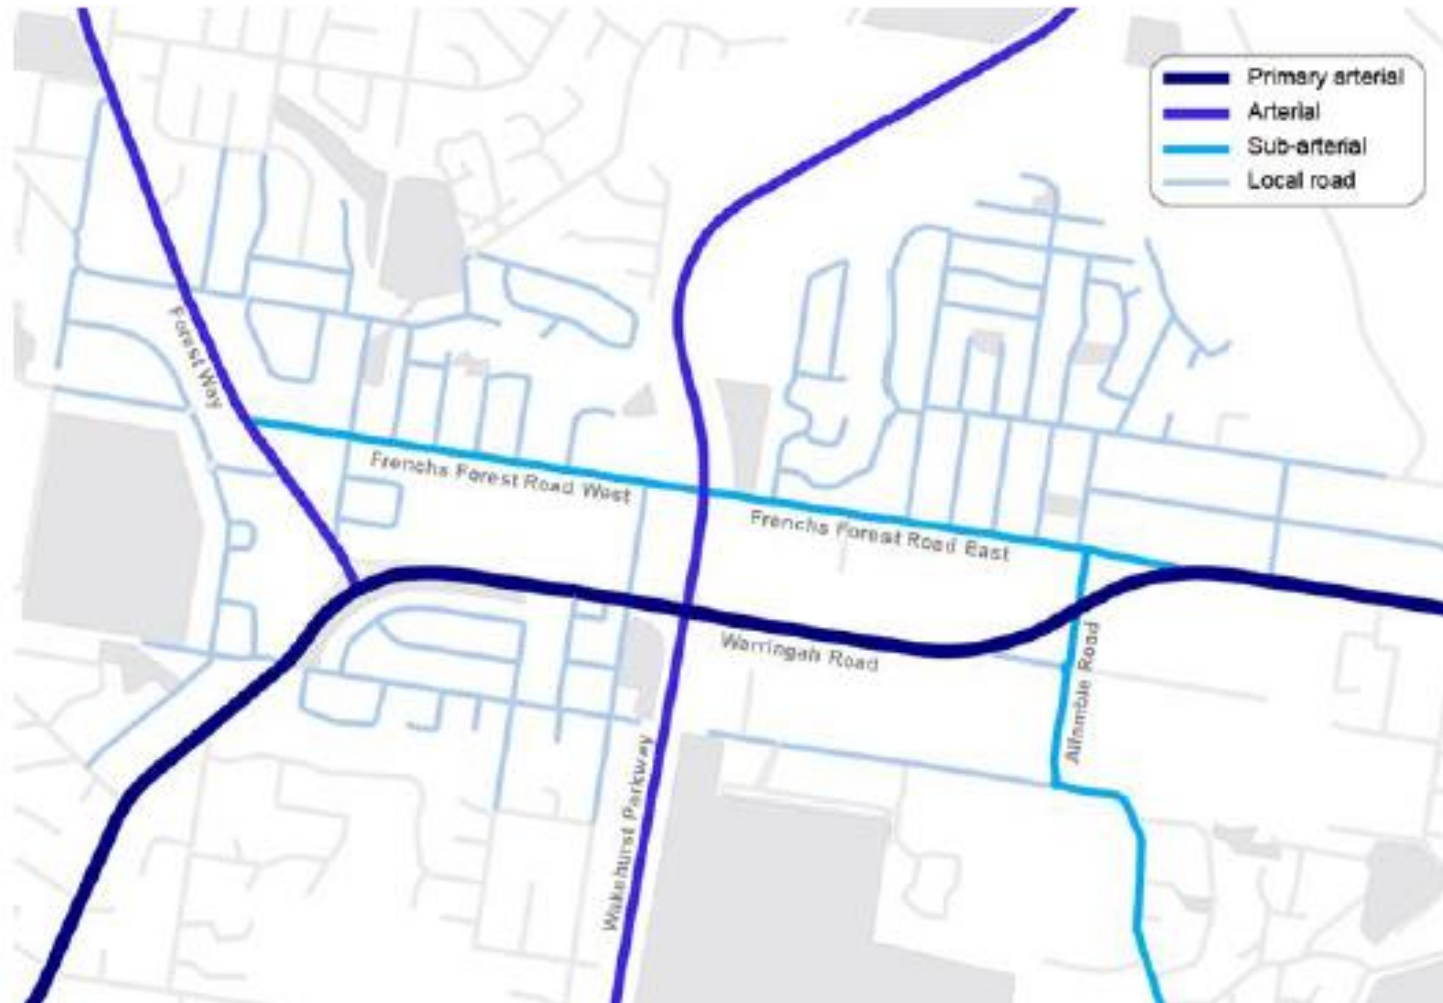 Primary arterial
Arterial
Sub-arterial
Local road
Forest Way
Frenchs Forest Road West
Frenchs Forest Road East
Warringah Road
Allambie Road
Wakehurst Parkway